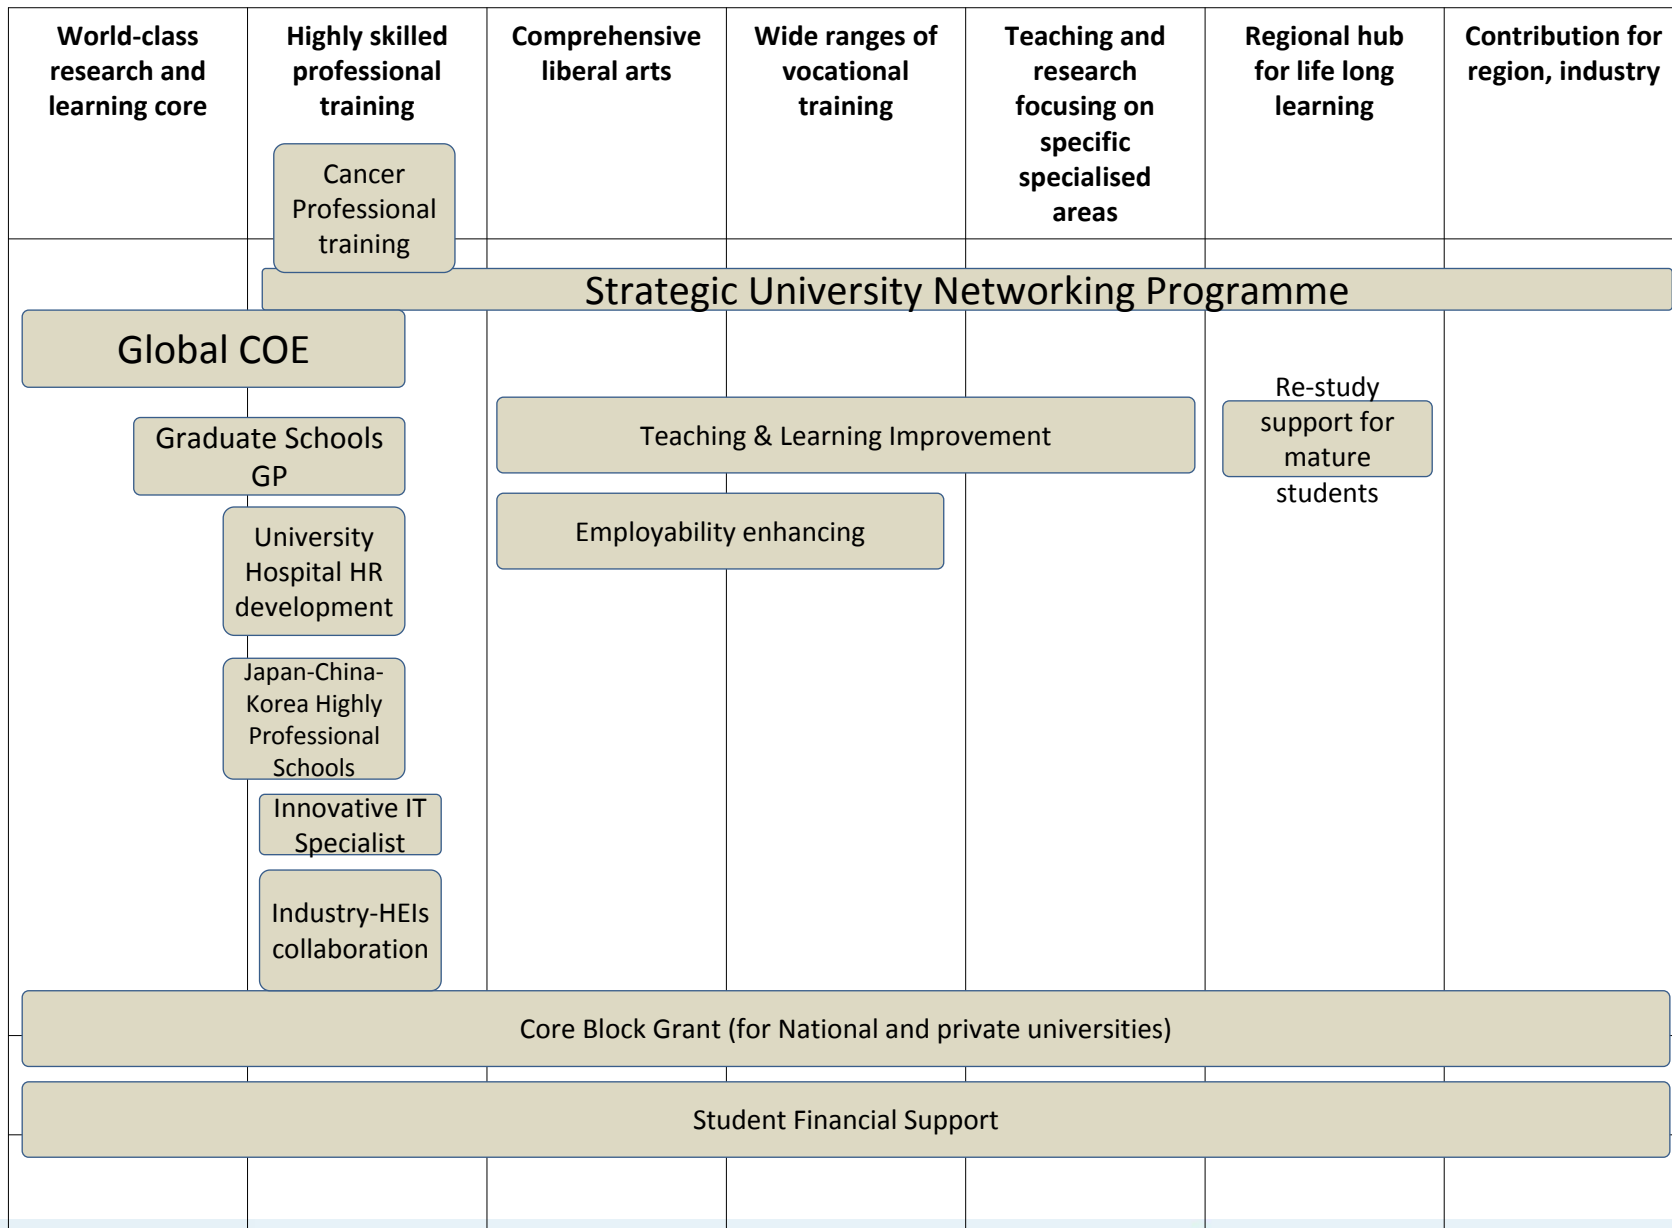 World-class
research and
learning core
Highly skilled
professional
training
Comprehensive
liberal arts
Wide ranges of
vocational
training
Teaching and
research
focusing on
specific
specialised
areas
Regional hub
for life long
learning
Contribution for
region, industry
Cancer
Professional
training
Strategic University Networking Programme
Global COE
Graduate Schools
GP
Teaching & Learning Improvement
Re-study
support for
mature
students
University
Hospital HR
development
Employability enhancing
Japan-China-
Korea Highly
Professional
Schools
Innovative IT
Specialist
Industry-HEIs
collaboration
Core Block Grant (for National and private universities)
Student Financial Support